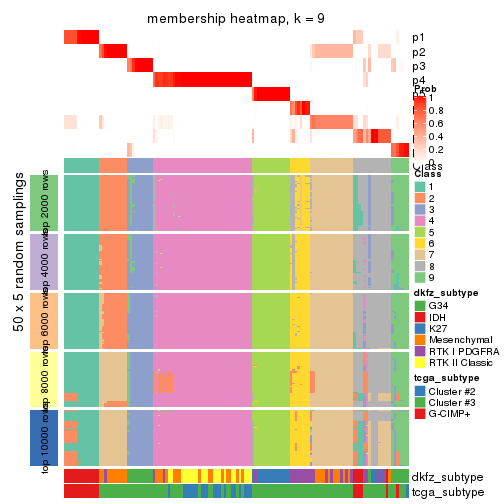 membership heatmap, k = 9
p1
p2
p3
p4
p5
Prob
1
0.8
0.6
0.4
0.2
0
Class
Class
1
2
3
4
5
6
7
8
9
50 x 5 random samplings
top 2000 rows
top 4000 rows
top 6000 rows
top 8000 rows
top 10000 rows
dkfz_subtype
G34
IDH
K27
Mesenchymal
RTK I PDGFRA
RTK II Classic
tcga_subtype
Cluster #2
Cluster #3
G-CIMP+
dkfz_subtype
tcga_subtype